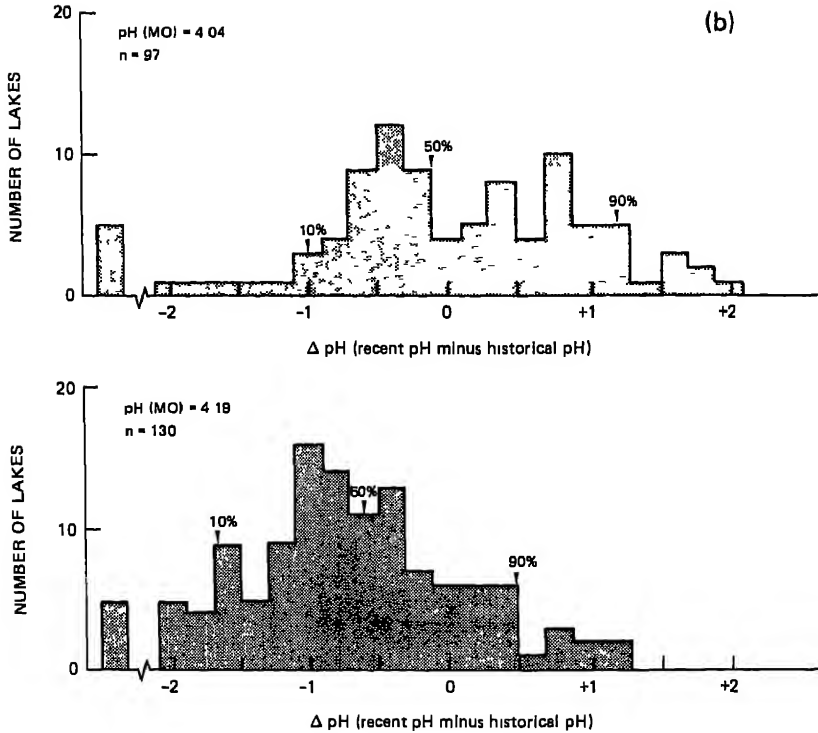 (b)
pH (MO) = 4 04
n = 97
NUMBER OF LAKES
20
10
0
10%
50%
90%
-2
-1
0
+1
+2
Δ pH (recent pH minus historical pH)
pH (MO) = 4 19
n = 130
NUMBER OF LAKES
20
10
0
10%
50%
90%
-2
-1
0
+1
+2
Δ pH (recent pH minus historical pH)